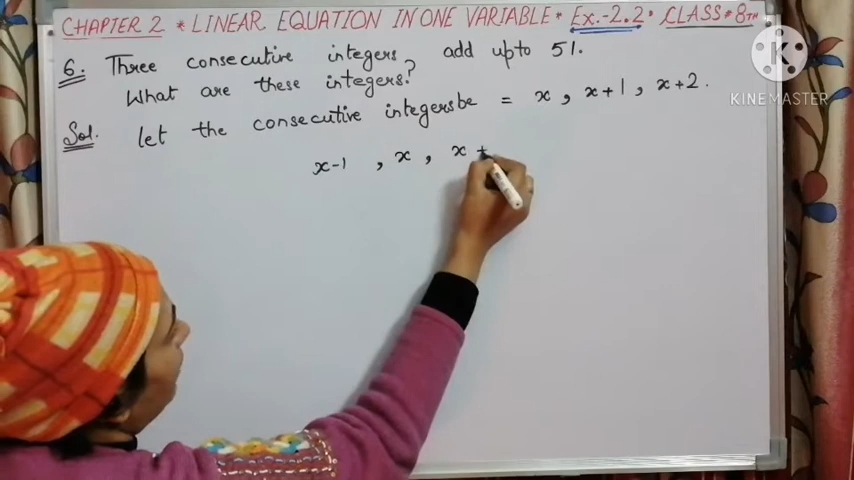 CHAPTER 2 * LINEAR EQUATION IN ONE VARIABLE * Ex.-2.2 * CLASS # 8TH
6. Three consecutive integers add upto 51.
What are these integers?
Sol. let the consecutive integers be = x, x+1, x+2.
x-1, x, x +
KINEMASTER